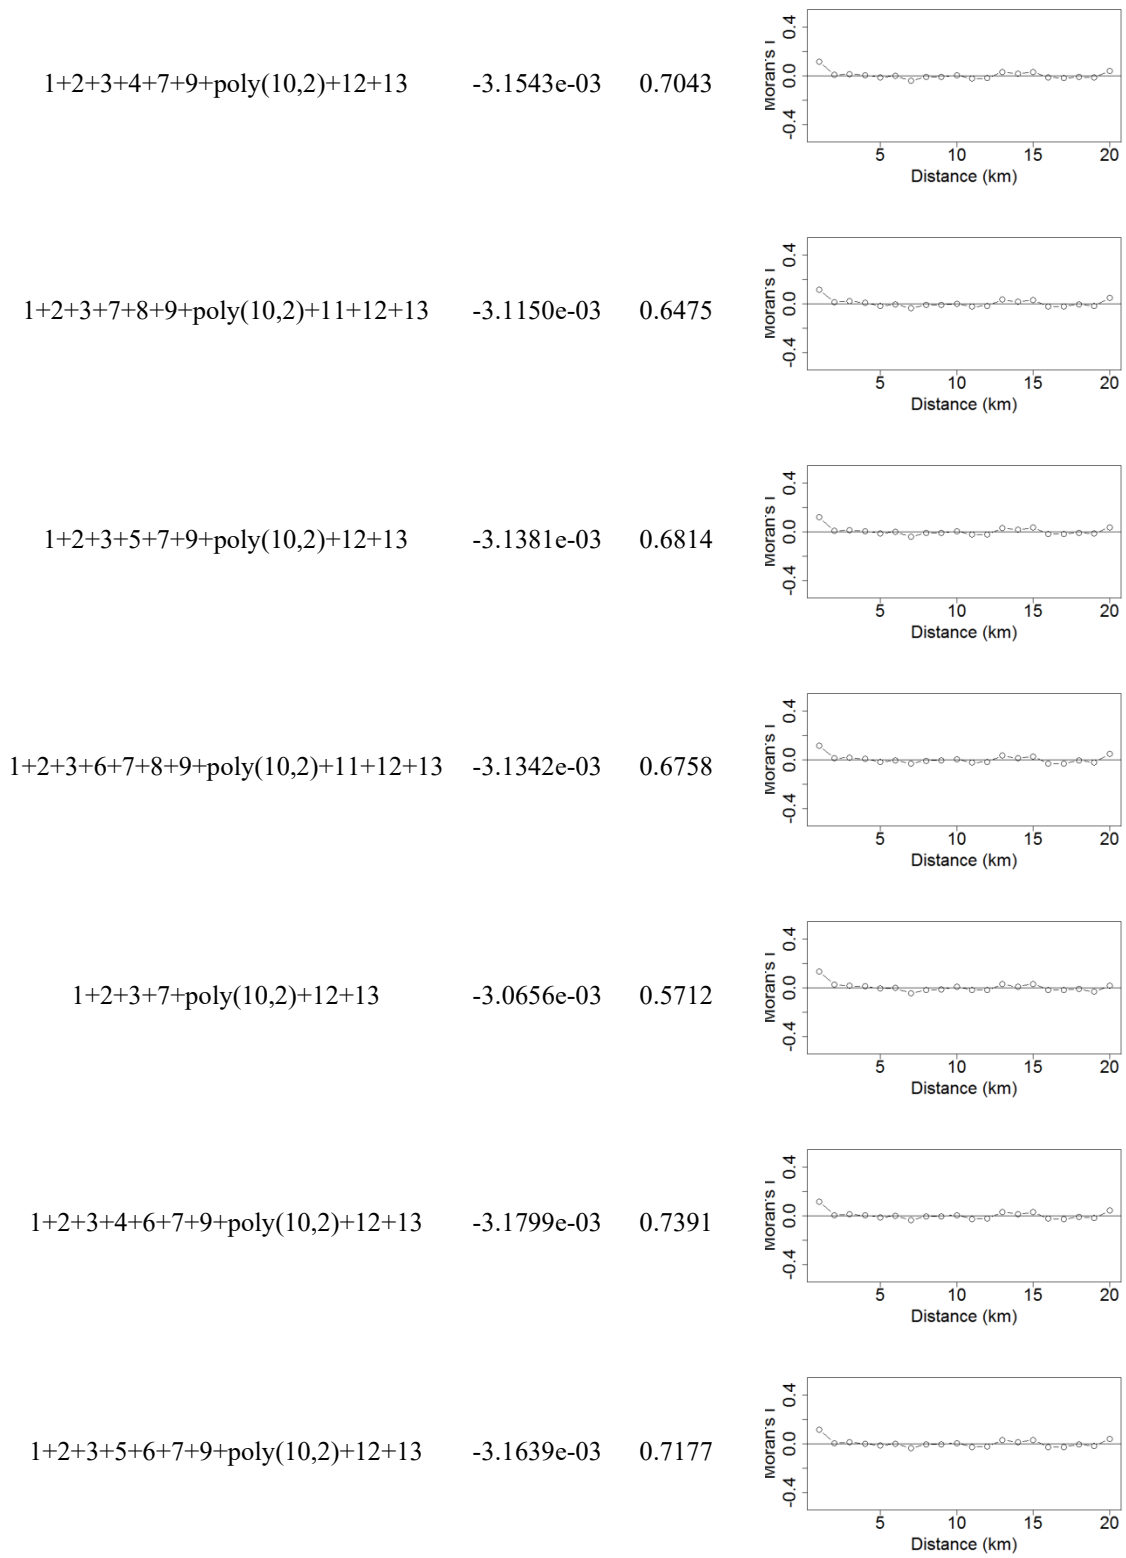 1+2+3+4+7+9+poly(10,2)+12+13 -3.1543e-03 0.7043
Moran's I
0.4
0.0
-0.4
5 10 15 20
Distance (km)
1+2+3+7+8+9+poly(10,2)+11+12+13 -3.1150e-03 0.6475
Moran's I
0.4
0.0
-0.4
5 10 15 20
Distance (km)
1+2+3+5+7+9+poly(10,2)+12+13 -3.1381e-03 0.6814
Moran's I
0.4
0.0
-0.4
5 10 15 20
Distance (km)
1+2+3+6+7+8+9+poly(10,2)+11+12+13 -3.1342e-03 0.6758
Moran's I
0.4
0.0
-0.4
5 10 15 20
Distance (km)
1+2+3+7+poly(10,2)+12+13 -3.0656e-03 0.5712
Moran's I
0.4
0.0
-0.4
5 10 15 20
Distance (km)
1+2+3+4+6+7+9+poly(10,2)+12+13 -3.1799e-03 0.7391
Moran's I
0.4
0.0
-0.4
5 10 15 20
Distance (km)
1+2+3+5+6+7+9+poly(10,2)+12+13 -3.1639e-03 0.7177
Moran's I
0.4
0.0
-0.4
5 10 15 20
Distance (km)